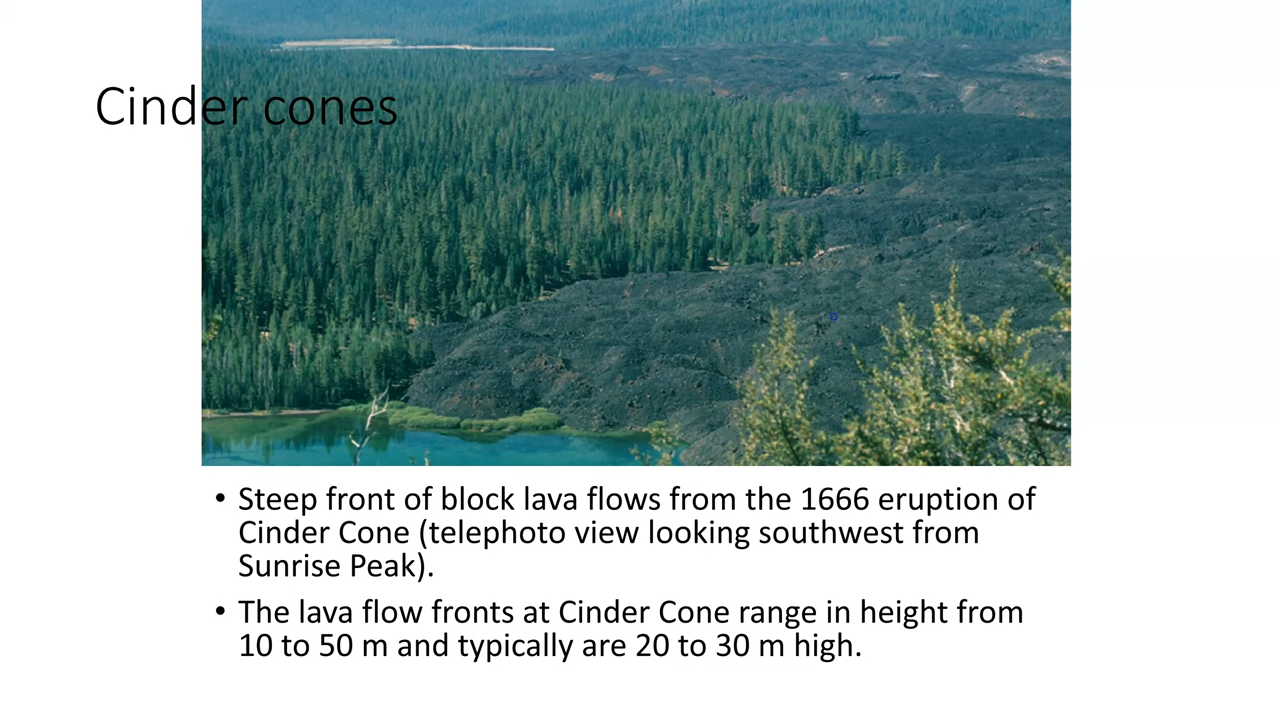 Cinder cones
• Steep front of block lava flows from the 1666 eruption of
Cinder Cone (telephoto view looking southwest from
Sunrise Peak).
• The lava flow fronts at Cinder Cone range in height from
10 to 50 m and typically are 20 to 30 m high.